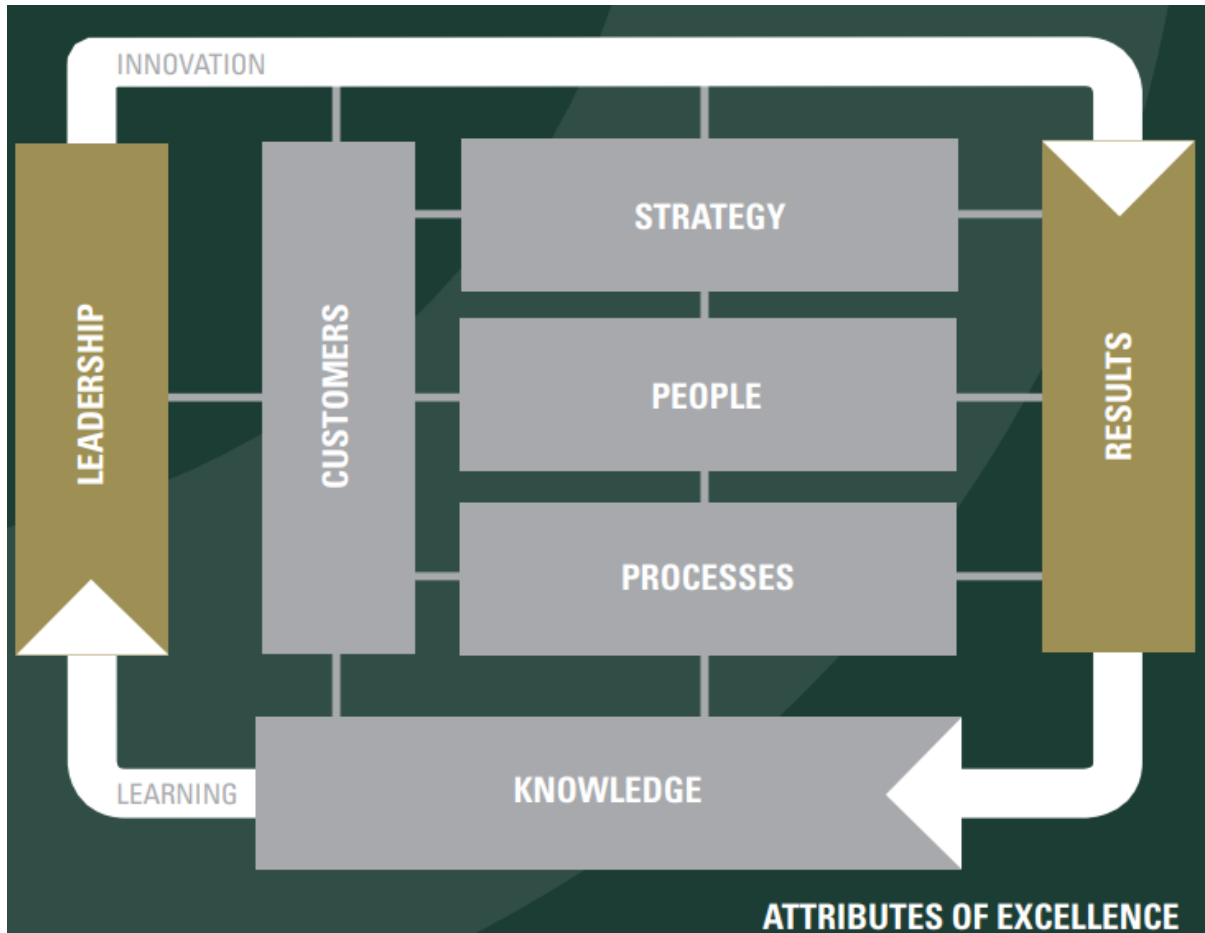 INNOVATION
LEADERSHIP
CUSTOMERS
STRATEGY
PEOPLE
PROCESSES
RESULTS
LEARNING
KNOWLEDGE
ATTRIBUTES OF EXCELLENCE